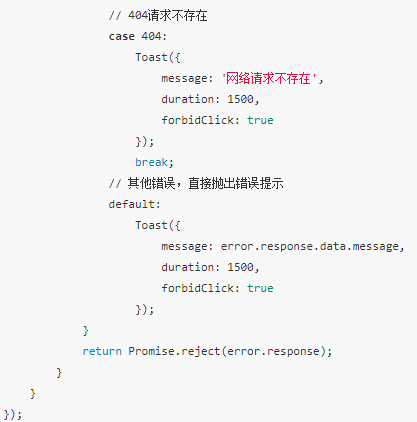 // 404请求不存在
case 404:
Toast({
message: '网络请求不存在',
duration: 1500,
forbidClick: true
});
break;
// 其他错误，直接抛出错误提示
default:
Toast({
message: error.response.data.message,
duration: 1500,
forbidClick: true
});
}
return Promise.reject(error.response);
}
}
});